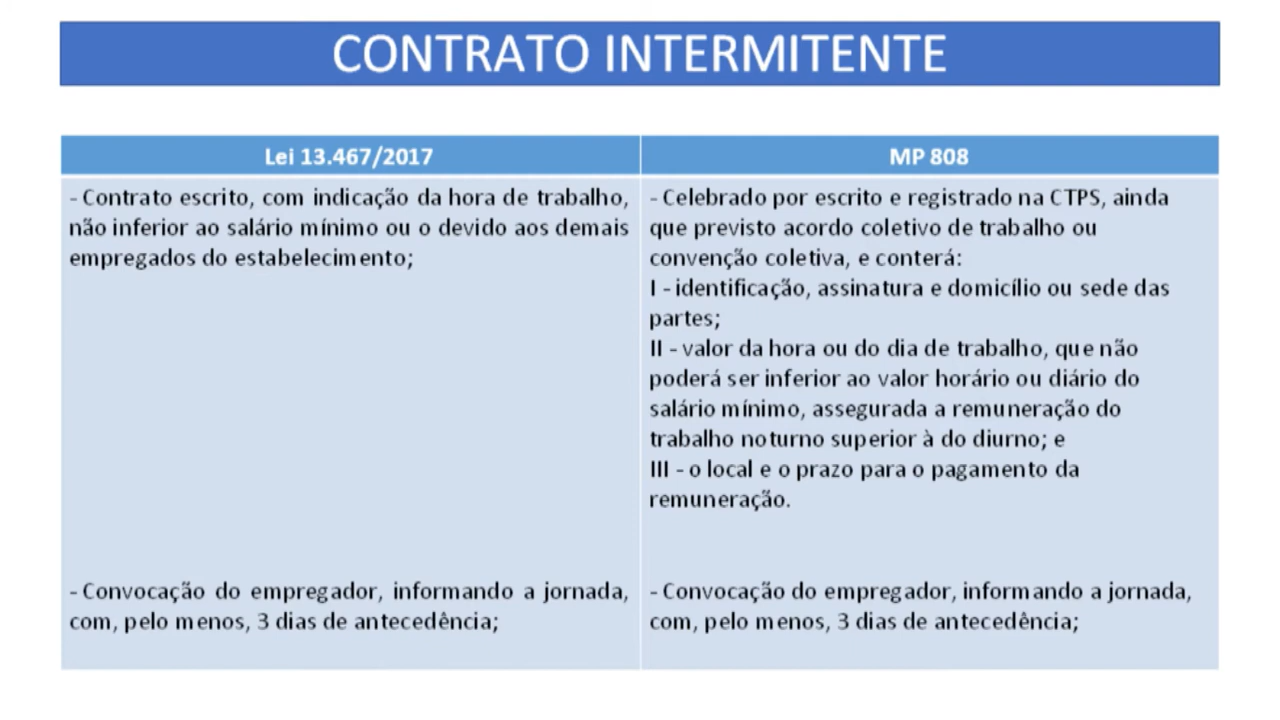 CONTRATO INTERMITENTE
Lei 13.467/2017
- Contrato escrito, com indicação da hora de trabalho,
não inferior ao salário mínimo ou o devido aos demais
empregados do estabelecimento;
- Convocação do empregador, informando a jornada,
com, pelo menos, 3 dias de antecedência;
MP 808
- Celebrado por escrito e registrado na CTPS, ainda
que previsto acordo coletivo de trabalho ou
convenção coletiva, e conterá:
I - identificação, assinatura e domicílio ou sede das
partes;
II - valor da hora ou do dia de trabalho, que não
poderá ser inferior ao valor horário ou diário do
salário mínimo, assegurada a remuneração do
trabalho noturno superior à do diurno; e
III - o local e o prazo para o pagamento da
remuneração.
- Convocação do empregador, informando a jornada,
com, pelo menos, 3 dias de antecedência;